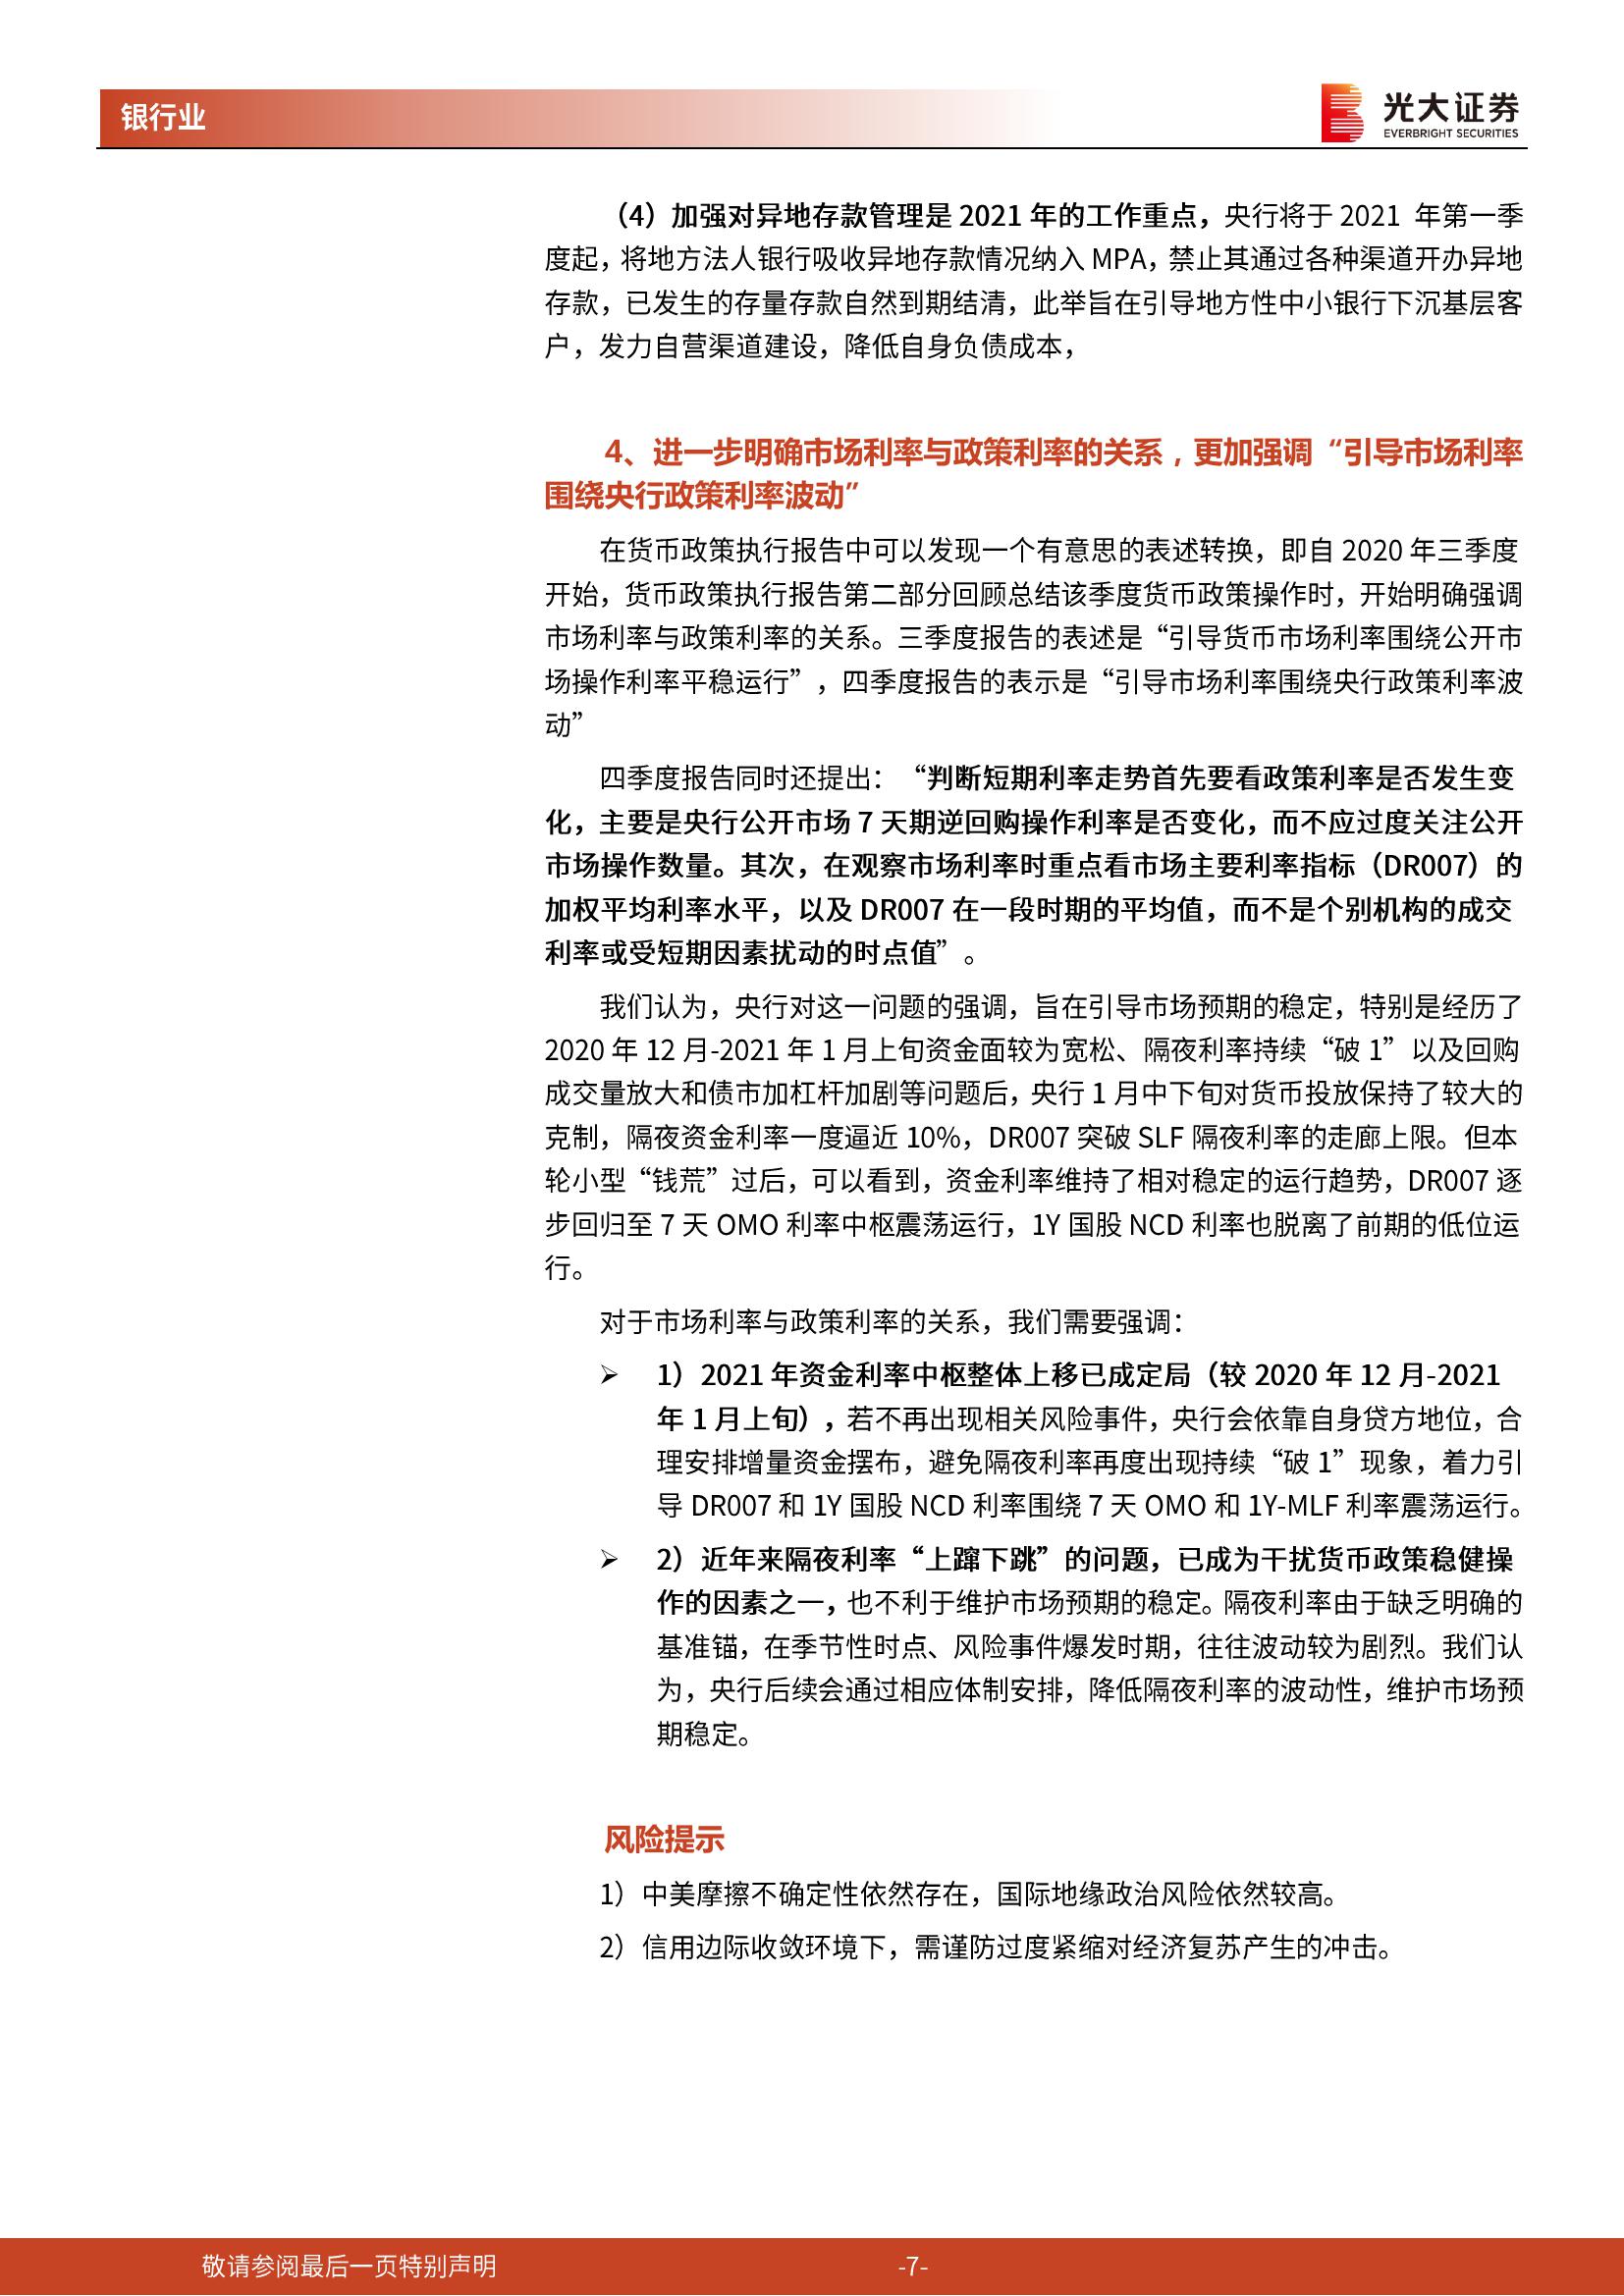 银行业
光大证券
EVERBRIGHT SECURITIES
（4）加强对异地存款管理是 2021 年的工作重点，央行将于 2021 年第一季
度起，将地方法人银行吸收异地存款情况纳入 MPA，禁止其通过各种渠道开办异地
存款，已发生的存量存款自然到期结清，此举旨在引导地方性中小银行下沉基层客
户，发力自营渠道建设，降低自身负债成本，
4、进一步明确市场利率与政策利率的关系，更加强调“引导市场利率
围绕央行政策利率波动”
在货币政策执行报告中可以发现一个有意思的表述转换，即自 2020 年三季度
开始，货币政策执行报告第二部分回顾总结该季度货币政策操作时，开始明确强调
市场利率与政策利率的关系。三季度报告的表述是“引导货币市场利率围绕公开市
场操作利率平稳运行”，四季度报告的表示是“引导市场利率围绕央行政策利率波
动”
四季度报告同时还提出：“判断短期利率走势首先要看政策利率是否发生变
化，主要是央行公开市场 7 天期逆回购操作利率是否变化，而不应过度关注公开
市场操作数量。其次，在观察市场利率时重点看市场主要利率指标（DR007）的
加权平均利率水平，以及 DR007 在一段时期的平均值，而不是个别机构的成交
利率或受短期因素扰动的时点值”。
我们认为，央行对这一问题的强调，旨在引导市场预期的稳定，特别是经历了
2020 年 12 月-2021 年 1 月上旬资金面较为宽松、隔夜利率持续“破 1”以及回购
成交量放大和债市加杠杆加剧等问题后，央行 1 月中下旬对货币投放保持了较大的
克制，隔夜资金利率一度逼近 10%，DR007 突破 SLF 隔夜利率的走廊上限。但本
轮小型“钱荒”过后，可以看到，资金利率维持了相对稳定的运行趋势，DR007 逐
步回归至 7 天 OMO 利率中枢震荡运行，1Y 国股 NCD 利率也脱离了前期的低位运
行。
对于市场利率与政策利率的关系，我们需要强调：
➢ 1）2021 年资金利率中枢整体上移已成定局（较 2020 年 12 月-2021
年 1 月上旬），若不再出现相关风险事件，央行会依靠自身贷方地位，合
理安排增量资金摆布，避免隔夜利率再度出现持续“破 1”现象，着力引
导 DR007 和 1Y 国股 NCD 利率围绕 7 天 OMO 和 1Y-MLF 利率震荡运行。
➢ 2）近年来隔夜利率“上蹿下跳”的问题，已成为干扰货币政策稳健操
作的因素之一，也不利于维护市场预期的稳定。隔夜利率由于缺乏明确的
基准锚，在季节性时点、风险事件爆发时期，往往波动较为剧烈。我们认
为，央行后续会通过相应体制安排，降低隔夜利率的波动性，维护市场预
期稳定。
风险提示
1）中美摩擦不确定性依然存在，国际地缘政治风险依然较高。
2）信用边际收敛环境下，需谨防过度紧缩对经济复苏产生的冲击。
敬请参阅最后一页特别声明
-7-